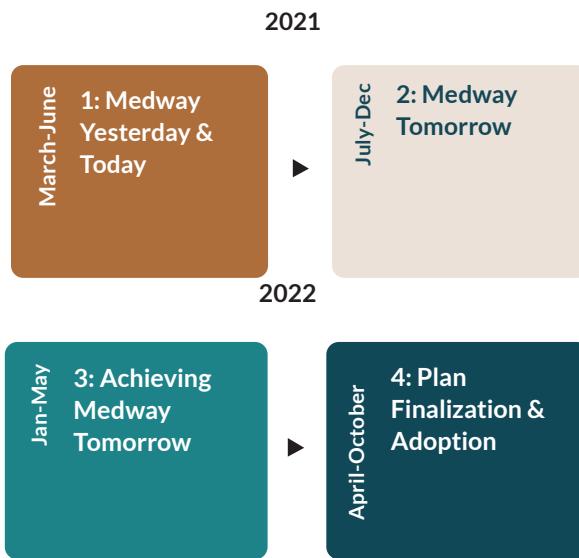 2021
March-June
1: Medway
Yesterday &
Today
July-Dec
2: Medway
Tomorrow
2022
Jan-May
3: Achieving
Medway
Tomorrow
April-October
4: Plan
Finalization &
Adoption